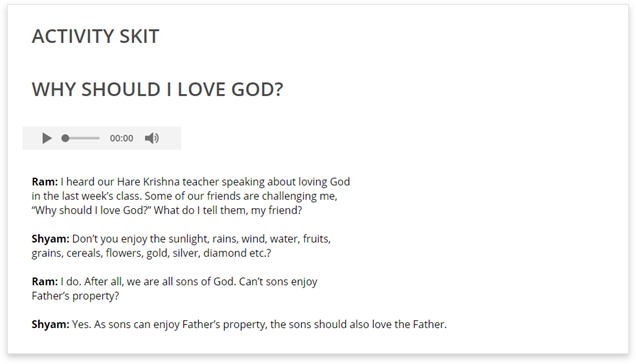 ACTIVITY SKIT
WHY SHOULD I LOVE GOD?
00:00
Ram: I heard our Hare Krishna teacher speaking about loving God
in the last week's class. Some of our friends are challenging me,
“Why should I love God?” What do I tell them, my friend?
Shyam: Don't you enjoy the sunlight, rains, wind, water, fruits,
grains, cereals, flowers, gold, silver, diamond etc.?
Ram: I do. After all, we are all sons of God. Can't sons enjoy
Father's property?
Shyam: Yes. As sons can enjoy Father's property, the sons should also love the Father.